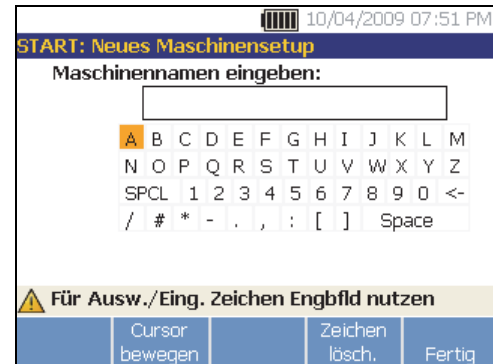 10/04/2009 07:51 PM
START: Neues Maschinensetup
Maschinennamen eingeben:
A B C D E F G H I J K L M
N O P Q R S T U V W X Y Z
SPCL 1 2 3 4 5 6 7 8 9 0 <-
/ # * - . , : [ ] Space
Für Ausw./Eing. Zeichen Engbfld nutzen
Cursor Zeichen
bewegen lösch. Fertig